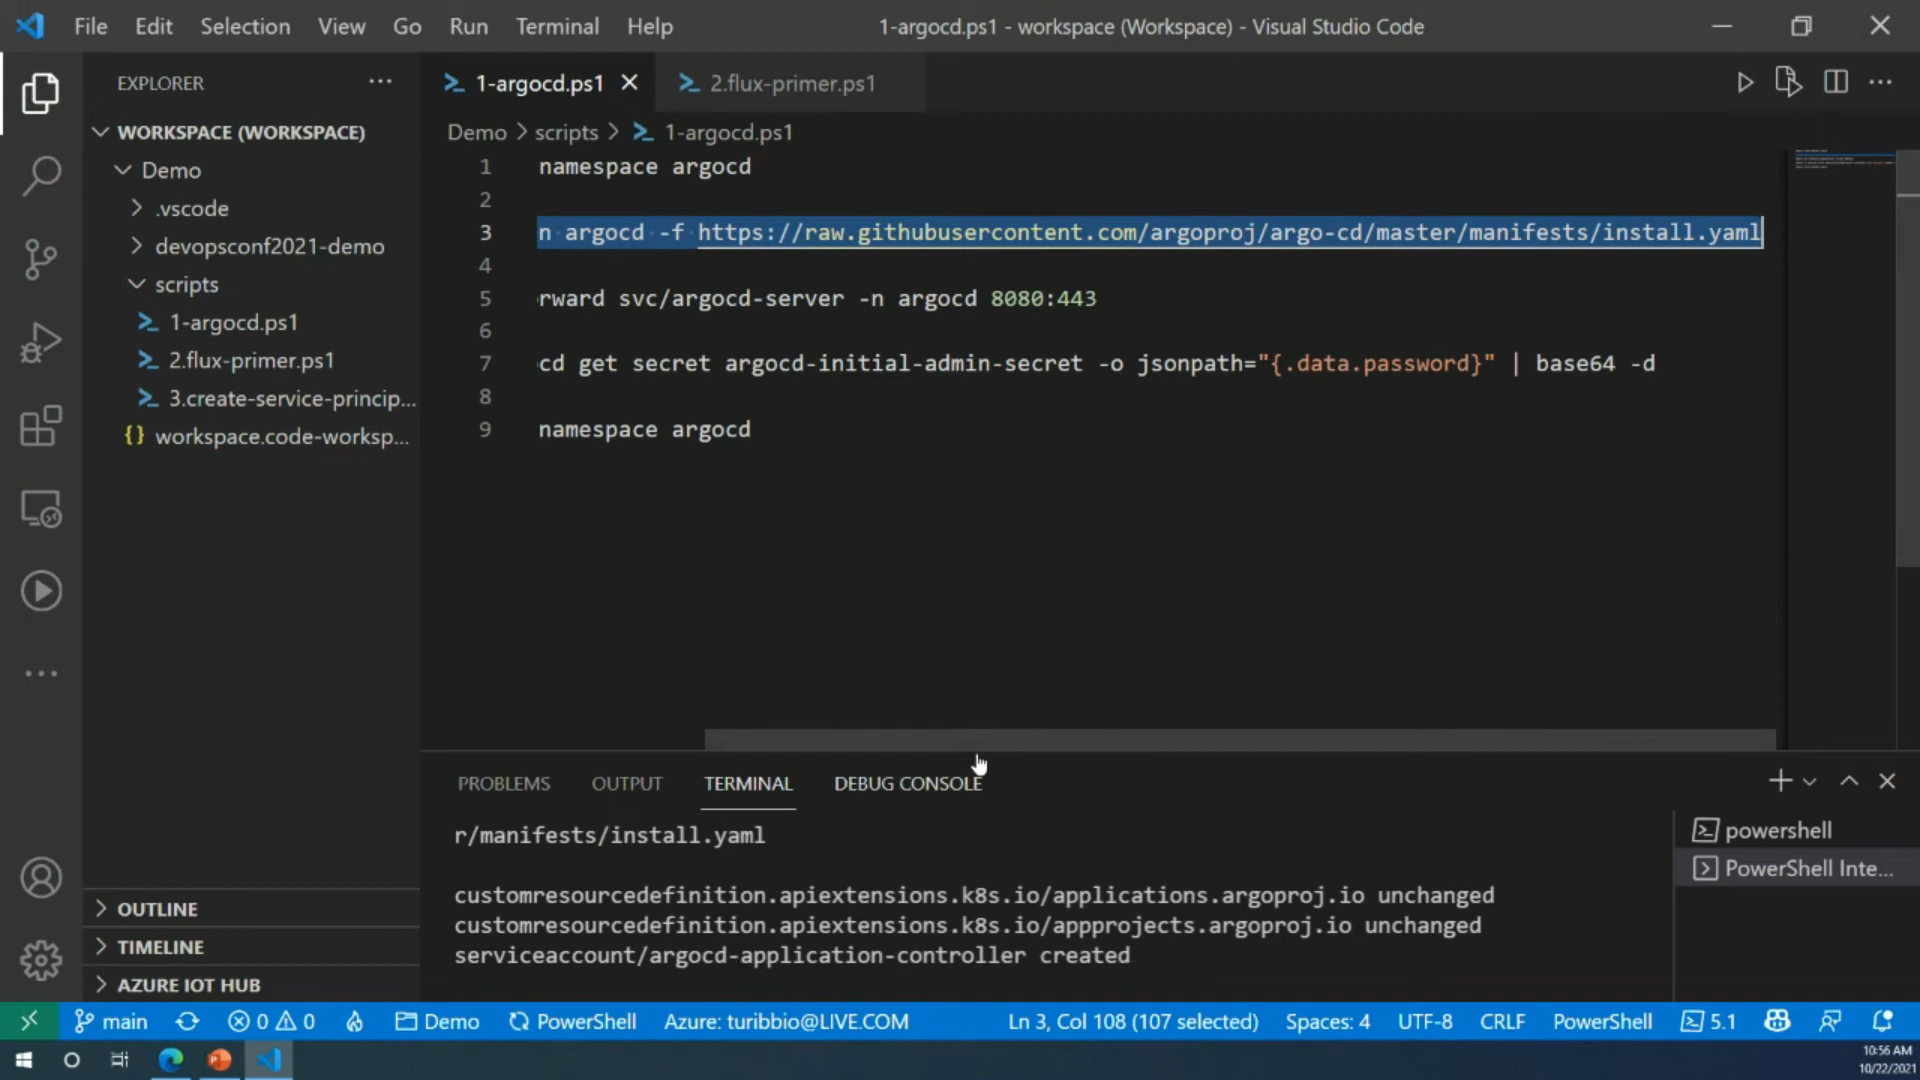 File Edit Selection View Go Run Terminal Help
1-argocd.ps1 - workspace (Workspace) - Visual Studio Code
EXPLORER
WORKSPACE (WORKSPACE)
Demo
.vscode
devopsconf2021-demo
scripts
1-argocd.ps1
2.flux-primer.ps1
3.create-service-princip...
workspace.code-worksp...
OUTLINE
TIMELINE
AZURE IOT HUB
1-argocd.ps1
2.flux-primer.ps1
Demo > scripts > 1-argocd.ps1
1 namespace argocd
2
3 n argocd -f https://raw.githubusercontent.com/argoproj/argo-cd/master/manifests/install.yaml
4
5 rward svc/argocd-server -n argocd 8080:443
6
7 cd get secret argocd-initial-admin-secret -o jsonpath="{.data.password}" | base64 -d
8
9 namespace argocd
PROBLEMS OUTPUT TERMINAL DEBUG CONSOLE
r/manifests/install.yaml
customresourcedefinition.apiextensions.k8s.io/applications.argoproj.io unchanged
customresourcedefinition.apiextensions.k8s.io/appprojects.argoproj.io unchanged
serviceaccount/argocd-application-controller created
powershell
PowerShell Inte...
main 0 0 Demo PowerShell Azure: turibbio@LIVE.COM Ln 3, Col 108 (107 selected) Spaces: 4 UTF-8 CRLF PowerShell 5.1
10:56 AM
10/22/2021